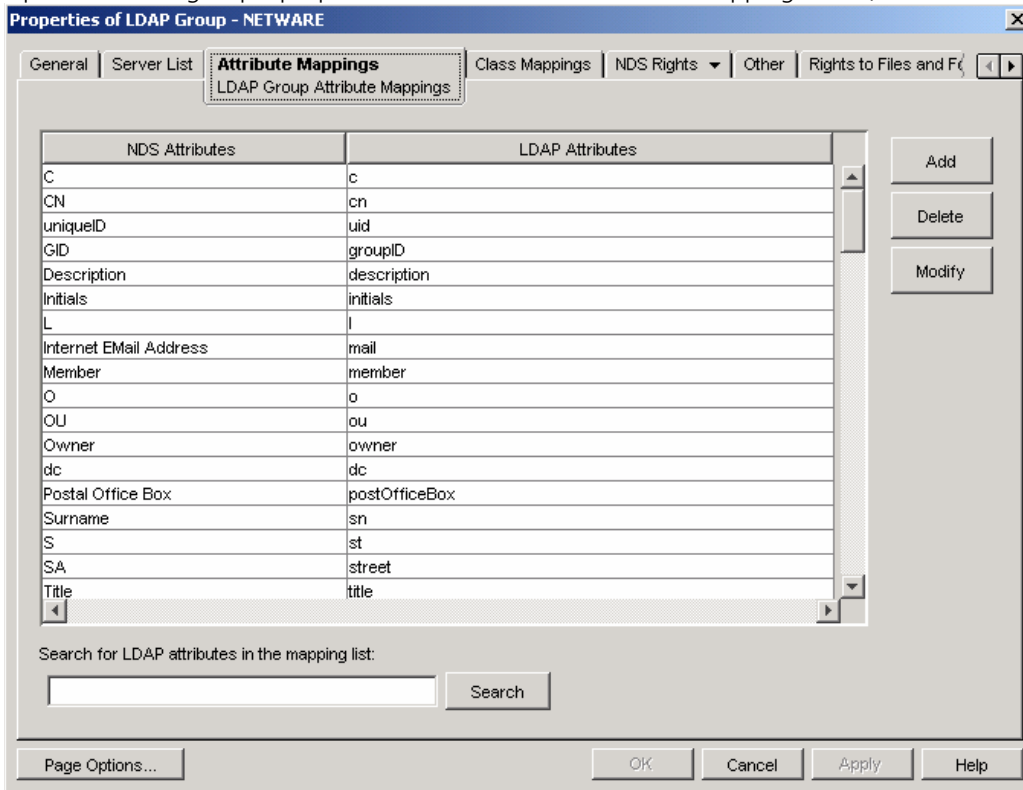 Properties of LDAP Group - NETWARE
General Server List Attribute Mappings Class Mappings NDS Rights Other Rights to Files and
LDAP Group Attribute Mappings
NDS Attributes LDAP Attributes
C c
CN cn
uniqueID uid
GID groupID
Description description
Initials initials
L l
Internet EMail Address mail
Member member
O o
OU ou
Owner owner
dc dc
Postal Office Box postOfficeBox
Surname sn
S st
SA street
Title title
Add
Delete
Modify
Search for LDAP attributes in the mapping list:
Search
Page Options... OK Cancel Apply Help